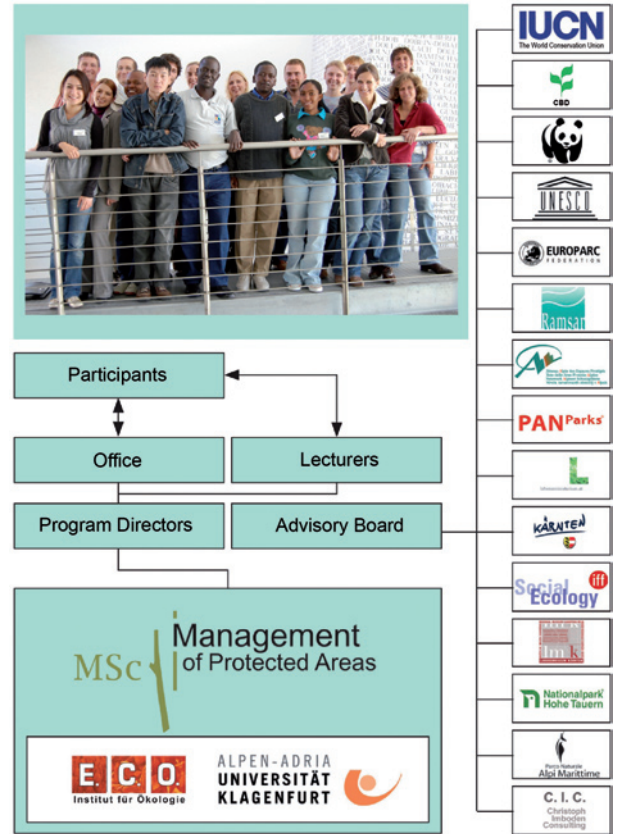 Participants
Office
Lecturers
Program Directors
Advisory Board
MSc
Management
of Protected Areas
E.C.O.
Institut für Ökologie
ALPEN-ADRIA
UNIVERSITÄT
KLAGENFURT
IUCN
The World Conservation Union
CBD
UNESCO
EUROPARC
FEDERATION
Ramsar
PAN Parks
L
KÄRNTEN
Social
Ecology
iff
Nationalpark
Hohe Tauern
Parco Naturale
Alpi Marittime
C. I. C.
Christoph
Imboden
Consulting